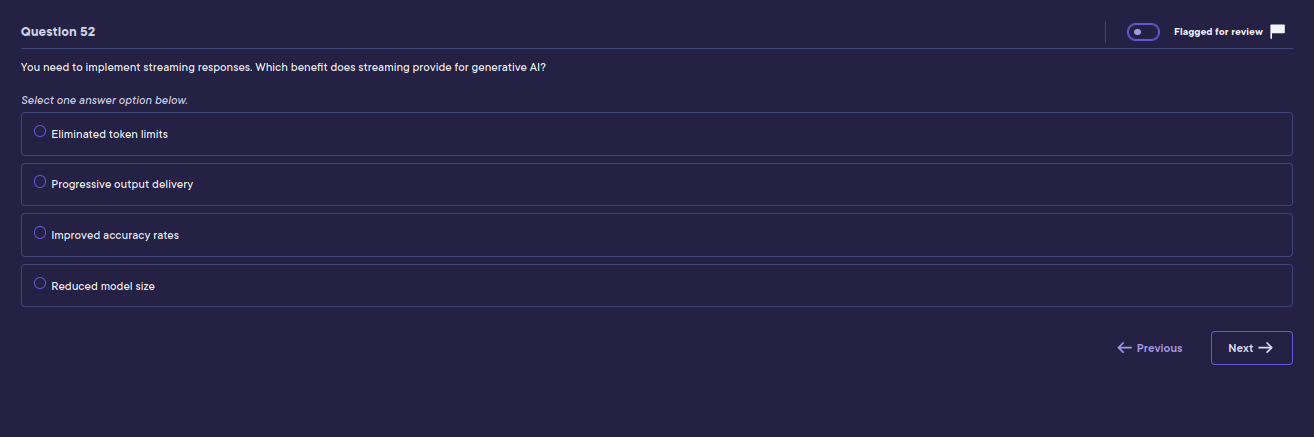 Question 52
Flagged for review
You need to implement streaming responses. Which benefit does streaming provide for generative AI?
Select one answer option below.
Eliminated token limits
Progressive output delivery
Improved accuracy rates
Reduced model size
Previous
Next